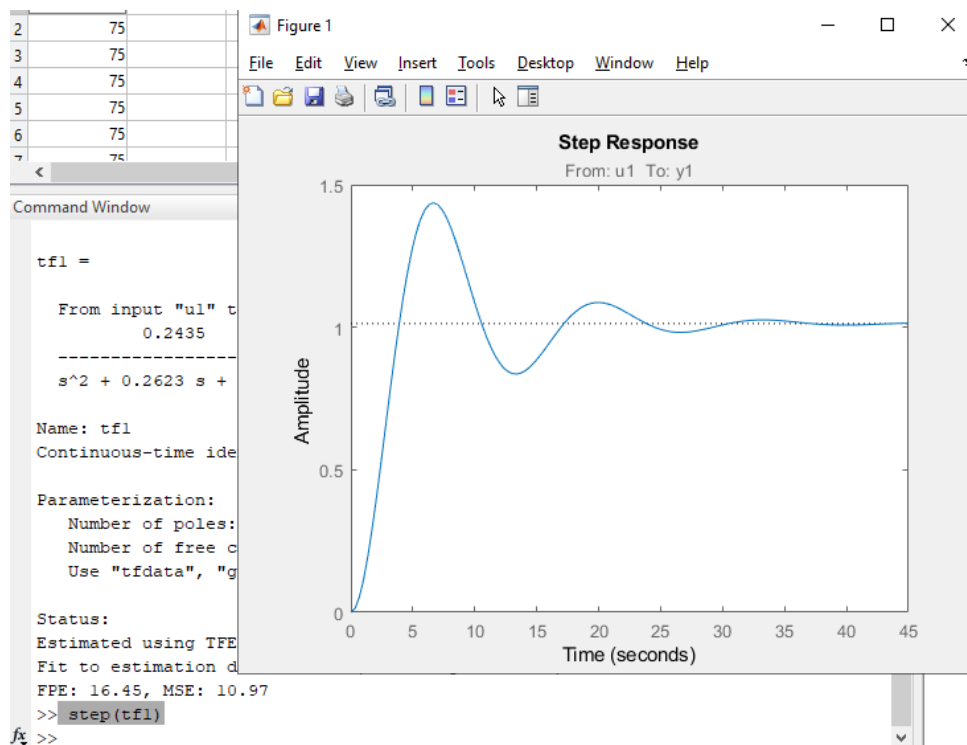 2 75
3 75
4 75
5 75
6 75
7 75
Command Window
tf1 =
From input "u1" t
0.2435
------------------
s^2 + 0.2623 s +
Name: tf1
Continuous-time ide
Parameterization:
Number of poles:
Number of free c
Use "tfdata", "g
Status:
Estimated using TFE
Fit to estimation d
FPE: 16.45, MSE: 10.97
>> step(tf1)
fx >>
Figure 1
File Edit View Insert Tools Desktop Window Help
Step Response
From: u1 To: y1
Amplitude
1.5
1
0.5
0
0 5 10 15 20 25 30 35 40 45
Time (seconds)